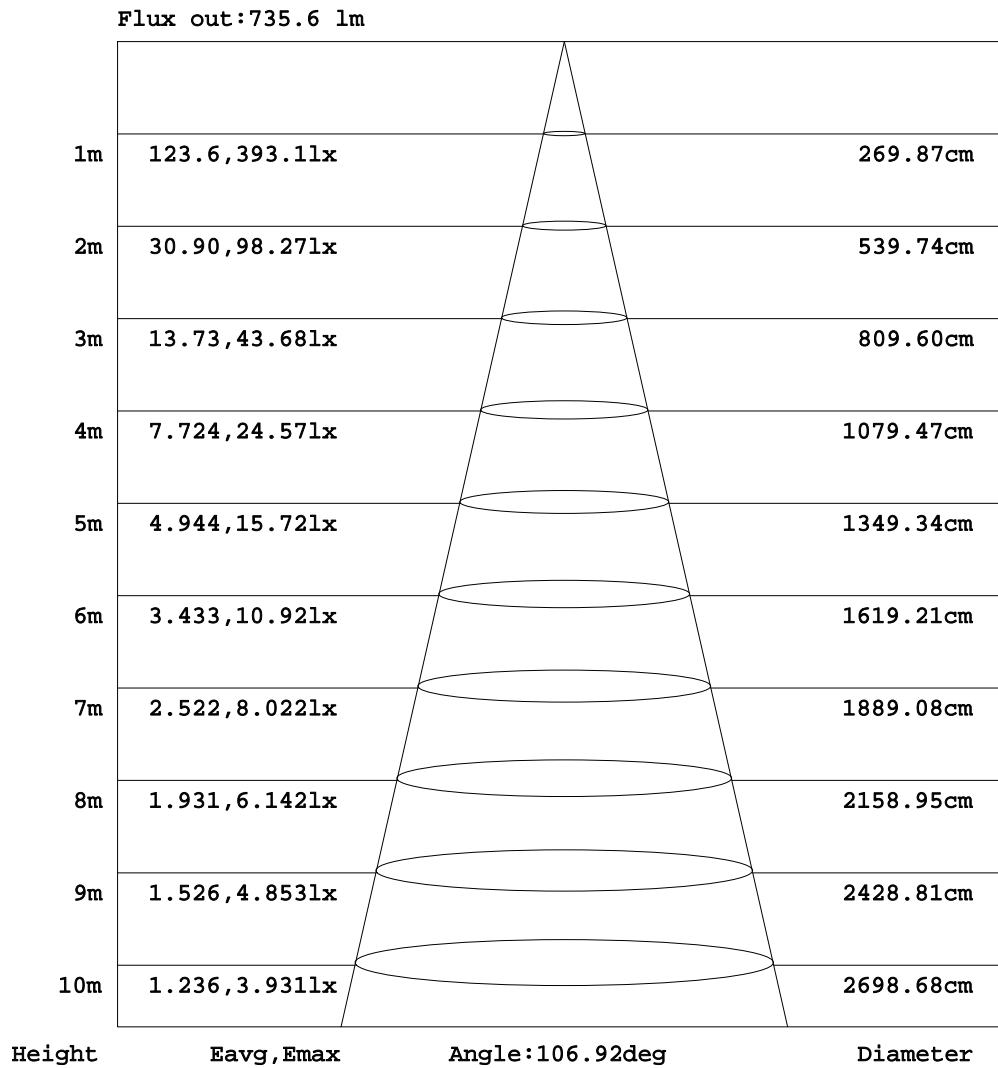 Flux out:735.6 lm
1m 123.6,393.1lx 269.87cm
2m 30.90,98.27lx 539.74cm
3m 13.73,43.68lx 809.60cm
4m 7.724,24.57lx 1079.47cm
5m 4.944,15.72lx 1349.34cm
6m 3.433,10.92lx 1619.21cm
7m 2.522,8.022lx 1889.08cm
8m 1.931,6.142lx 2158.95cm
9m 1.526,4.853lx 2428.81cm
10m 1.236,3.931lx 2698.68cm
Height Eavg,Emax Angle:106.92deg Diameter